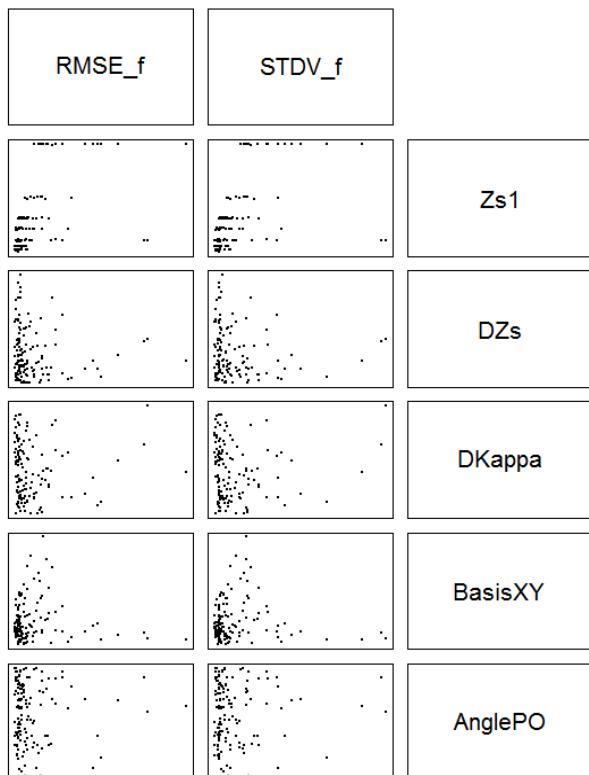 RMSE_f
STDV_f
Zs1
DZs
DKappa
BasisXY
AnglePO